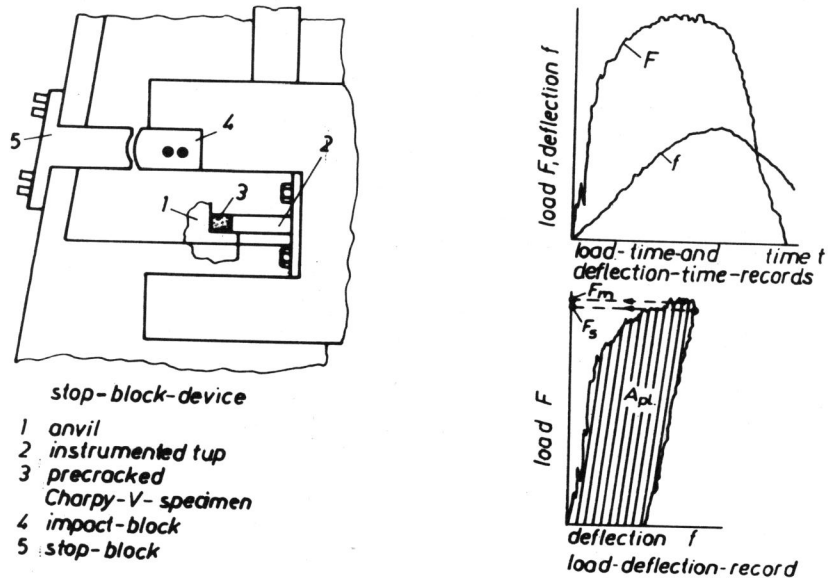 5
4
2
1
3
stop-block-device
1 anvil
2 instrumented tup
3 precracked
Charpy-V-specimen
4 impact-block
5 stop-block
load F, deflection f
F
f
load-time-and time t
deflection-time-records
Fm
Fs
Apl.
load F
deflection f
load-deflection-record